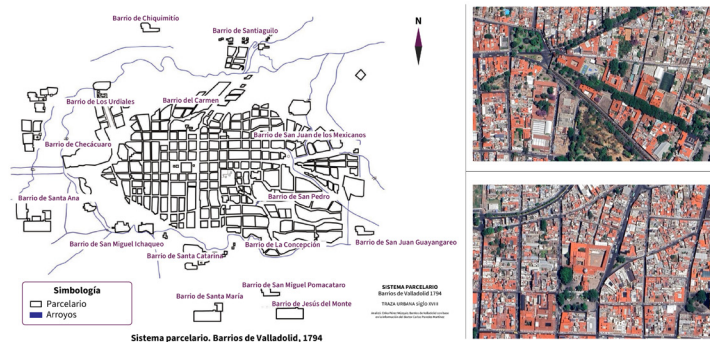 Barrio de Chiquimitío
Barrio de Santiaguilo
N
Barrio de Los Urdiales
Barrio del Carmen
Barrio de San Juan de los Mexicanos
Barrio de Checácuaro
Barrio de Santa Ana
Barrio de San Pedro
Barrio de San Miguel Ichaqueo
Barrio de La Concepción
Barrio de San Juan Guayangareo
Barrio de Santa Catarina
Barrio de San Miguel Pomacataro
Barrio de Santa María
Barrio de Jesús del Monte
Simbología
Parcelario
Arroyos
SISTEMA PARCELARIO
Barrios de Valladolid 1794
TRAZA URBANA SIGLO XVIII
Sistema parcelario. Barrios de Valladolid, 1794